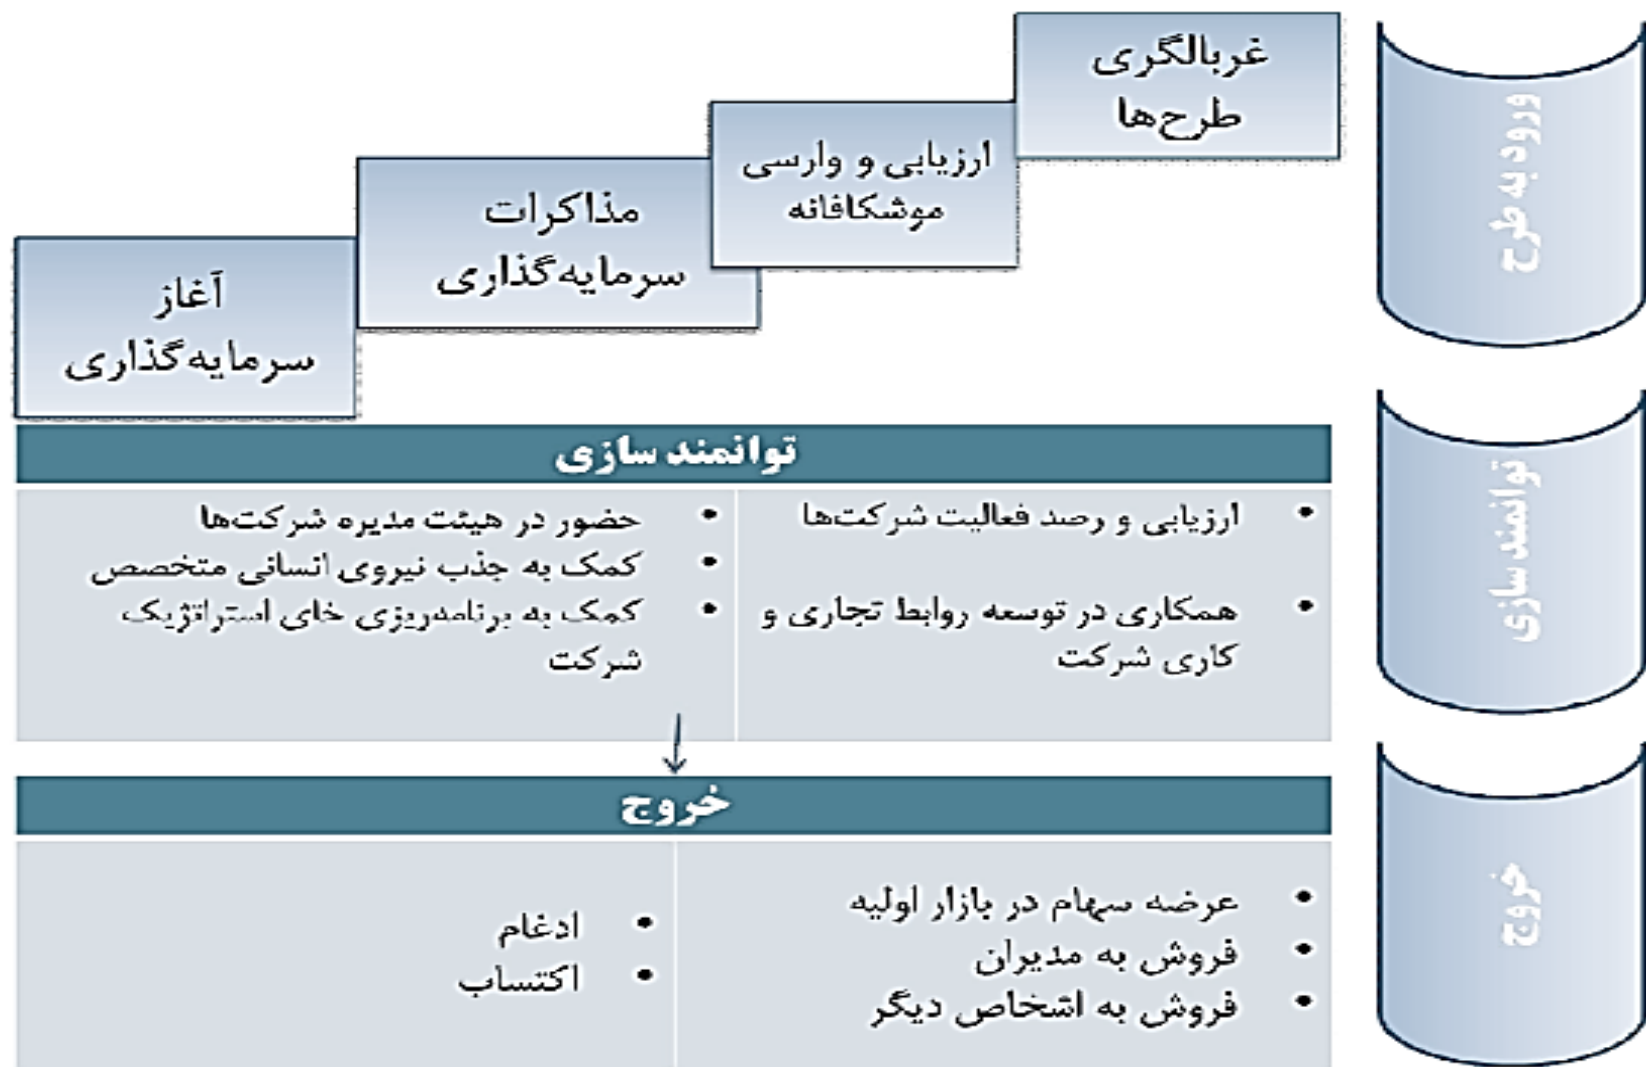 غربالگری
طرح‌ها
ارزیابی و وارسی
موشکافانه
مذاکرات
سرمایه‌گذاری
آغاز
سرمایه‌گذاری
ورود به طرح
توانمند سازی
• ارزیابی و رصد فعالیت شرکت‌ها
• همکاری در توسعه روابط تجاری و
کاری شرکت
• حضور در هیئت مدیره شرکت‌ها
• کمک به جذب نیروی انسانی متخصص
• کمک به برنامه‌ریزی خای استراتژیک
شرکت
توانمند سازی
خروج
• عرضه سهام در بازار اولیه
• فروش به مدیران
• فروش به اشخاص دیگر
• ادغام
• اکتساب
خروج